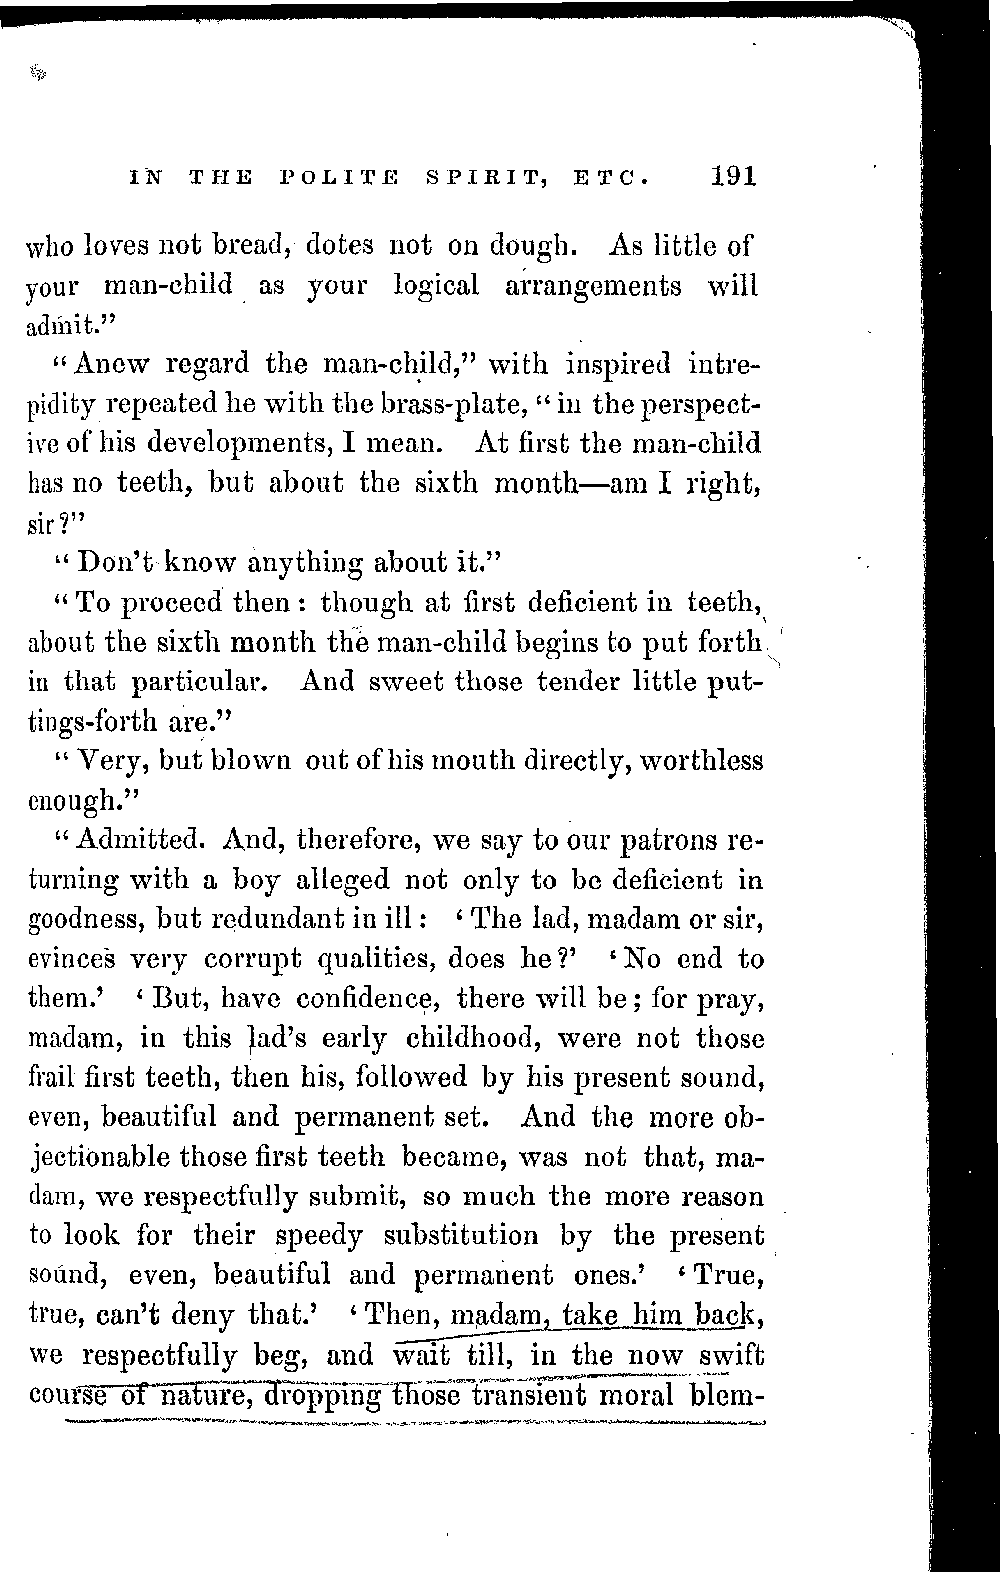 IN THE POLITE SPIRIT, ETC. 191
who loves not bread, dotes not on dough. As little of
your man-child as your logical arrangements will
admit."
"Anew regard the man-child," with inspired intre-
pidity repeated he with the brass-plate, "in the perspect-
ive of his developments, I mean. At first the man-child
has no teeth, but about the sixth month—am I right,
sir?"
"Don't know anything about it."
"To proceed then: though at first deficient in teeth,
about the sixth month the man-child begins to put forth
in that particular. And sweet those tender little put-
tings-forth are."
"Very, but blown out of his mouth directly, worthless
enough."
"Admitted. And, therefore, we say to our patrons re-
turning with a boy alleged not only to be deficient in
goodness, but redundant in ill: 'The lad, madam or sir,
evinces very corrupt qualities, does he?' 'No end to
them.' 'But, have confidence, there will be; for pray,
madam, in this lad's early childhood, were not those
frail first teeth, then his, followed by his present sound,
even, beautiful and permanent set. And the more ob-
jectionable those first teeth became, was not that, ma-
dam, we respectfully submit, so much the more reason
to look for their speedy substitution by the present
sound, even, beautiful and permanent ones.' 'True,
true, can't deny that.' 'Then, madam, take him back,
we respectfully beg, and wait till, in the now swift
course of nature, dropping those transient moral blem-